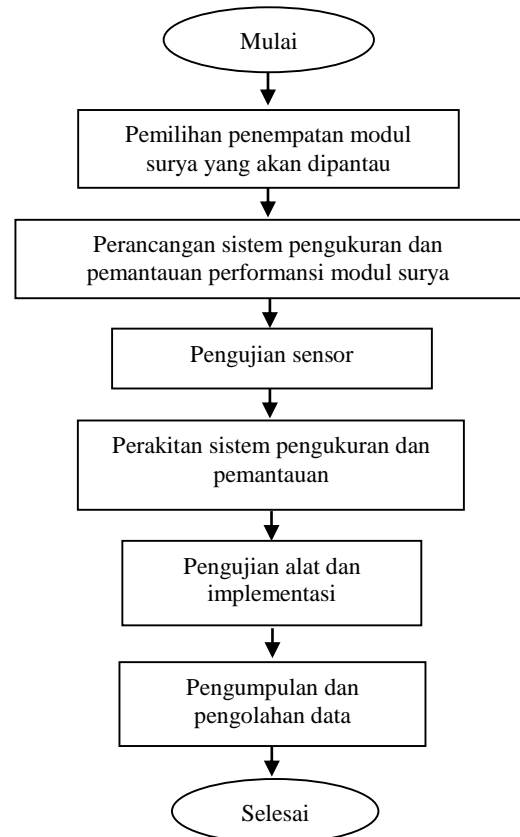 Mulai
Pemilihan penempatan modul
surya yang akan dipantau
Perancangan sistem pengukuran dan
pemantauan performansi modul surya
Pengujian sensor
Perakitan sistem pengukuran dan
pemantauan
Pengujian alat dan
implementasi
Pengumpulan dan
pengolahan data
Selesai